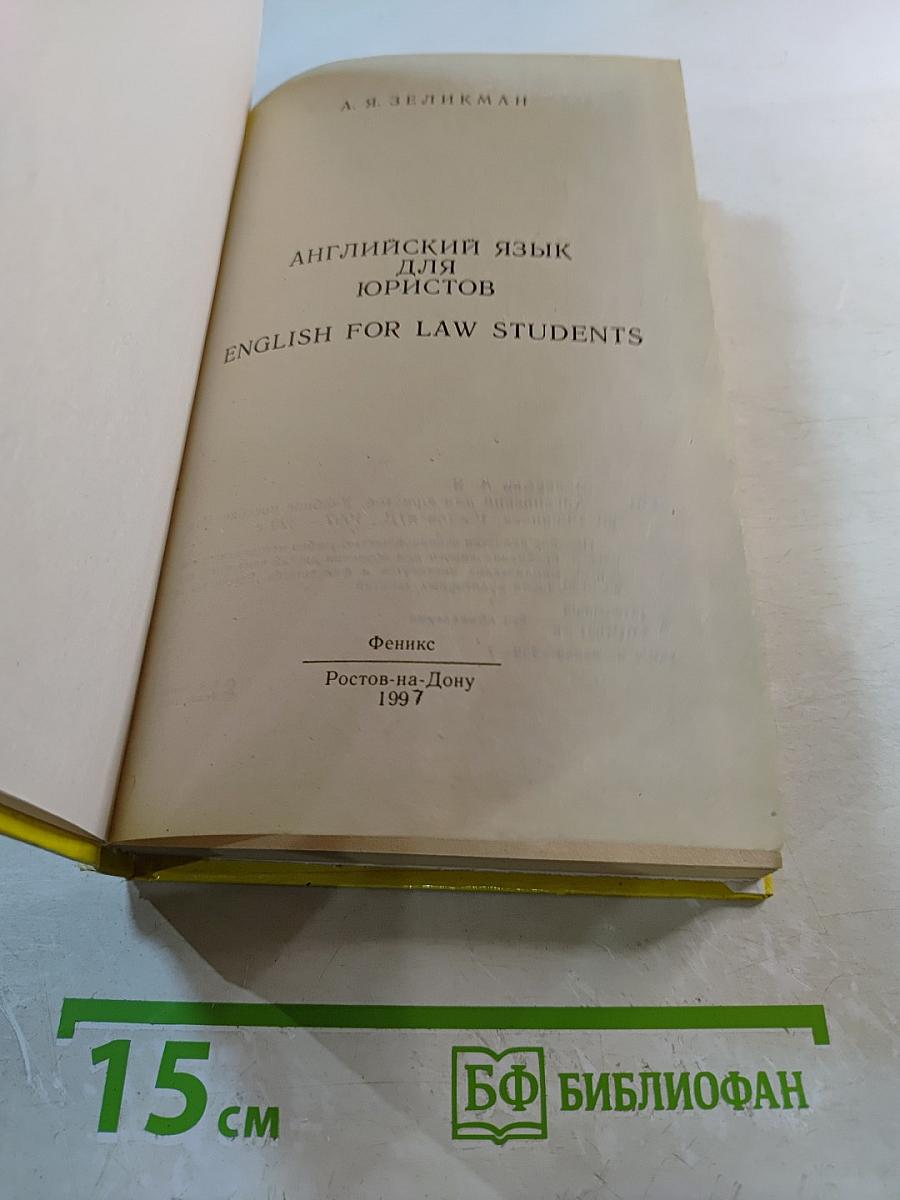 А. Я. ЗЕЛИКМАН
АНГЛИЙСКИЙ ЯЗЫК
ДЛЯ
ЮРИСТОВ
ENGLISH FOR LAW STUDENTS
Феникс
Ростов-на-Дону
1997
15 см
БФ БИБЛИОФАН